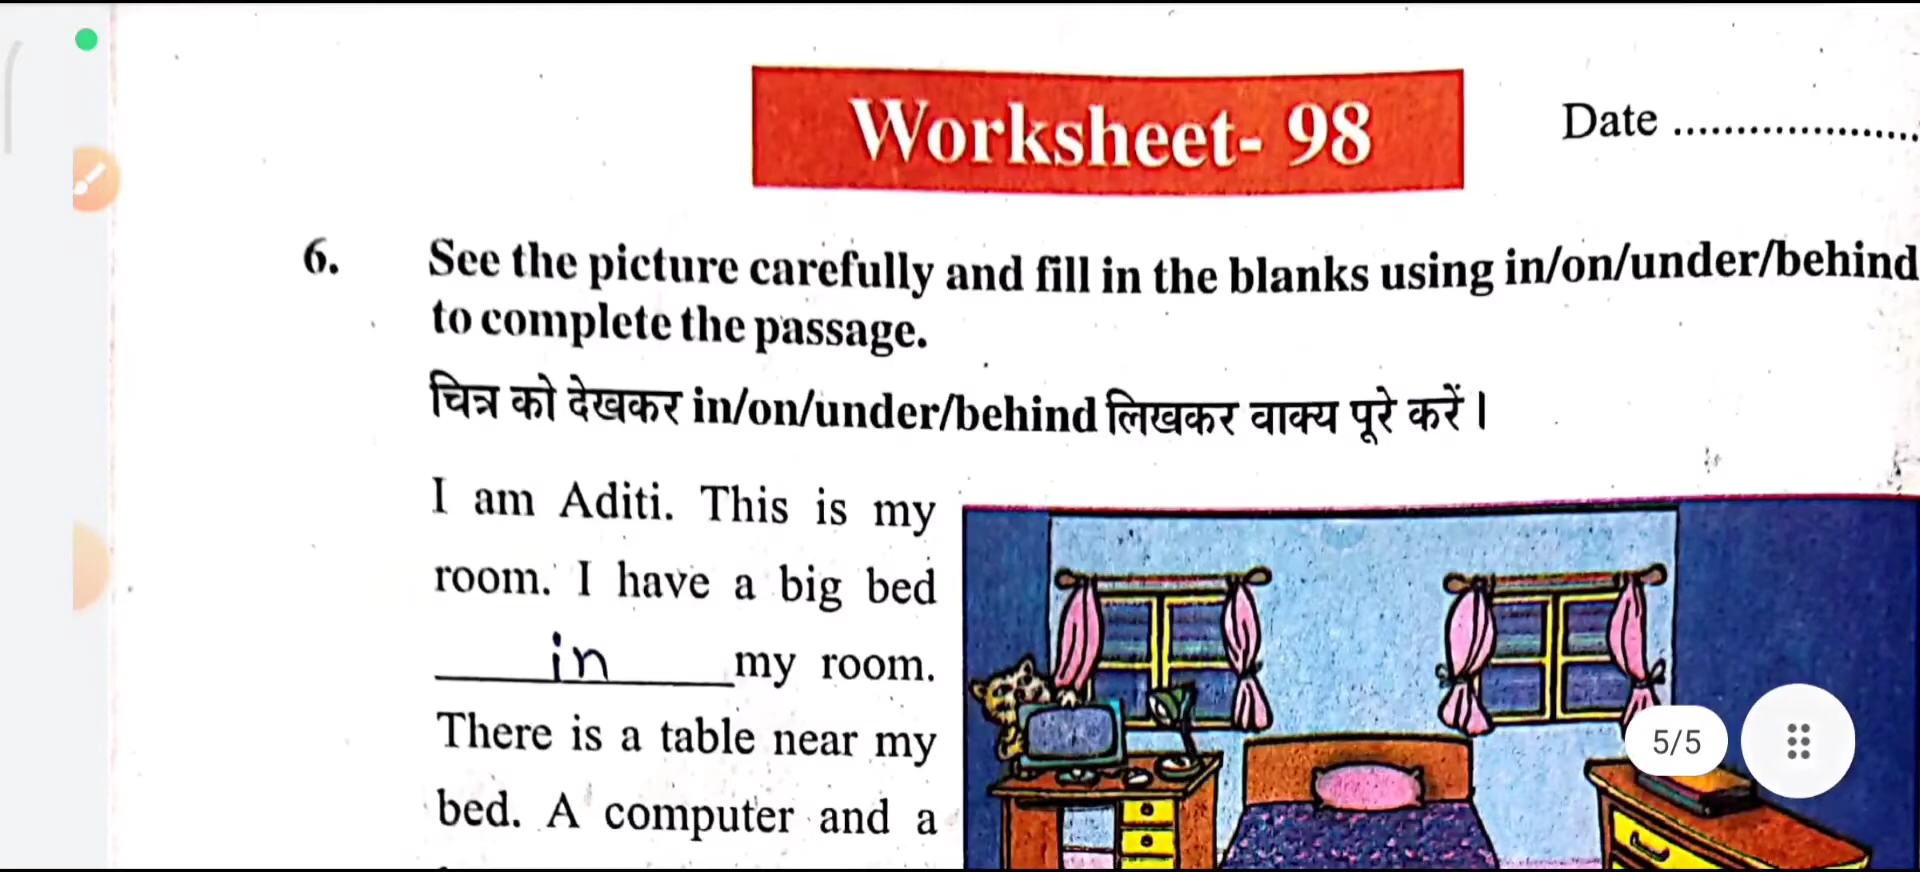 Worksheet- 98
Date ....................
6. See the picture carefully and fill in the blanks using in/on/under/behind
to complete the passage.
चित्र को देखकर in/on/under/behind लिखकर वाक्य पूरे करें।
I am Aditi. This is my
room. I have a big bed
in my room.
There is a table near my
bed. A computer and a
5/5